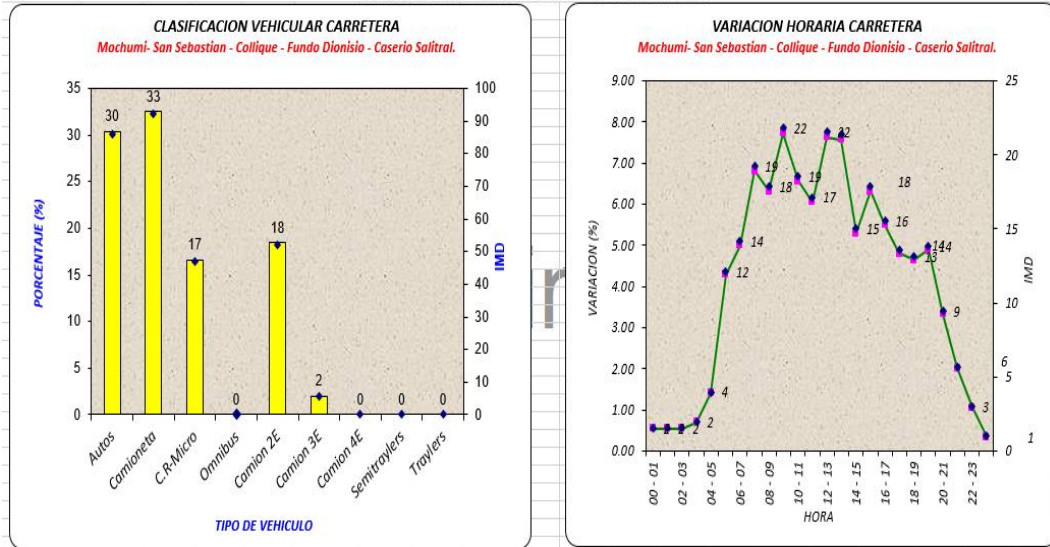 CLASIFICACION VEHICULAR CARRETERA
Mochumi- San Sebastian - Collique - Fundo Dionisio - Caserio Salitral.
PORCENTAJE (%)
35
30
25
20
15
10
5
0
30
33
17
0
18
2
0
0
0
100
90
80
70
60
50
40
30
20
10
0
IMD
Autos
Camioneta
C.R-Micro
Omnibus
Camion 2E
Camion 3E
Camion 4E
Semitraylers
Traylers
TIPO DE VEHICULO
VARIACION HORARIA CARRETERA
Mochumi- San Sebastian - Collique - Fundo Dionisio - Caserio Salitral.
VARIACION (%)
9.00
8.00
7.00
6.00
5.00
4.00
3.00
2.00
1.00
0.00
2
2
4
12
14
19
18
22
19
17
22
15
18
16
13
14
14
9
6
3
1
25
20
15
10
5
0
IMD
00 - 01
02 - 03
04 - 05
06 - 07
08 - 09
10 - 11
12 - 13
14 - 15
16 - 17
18 - 19
20 - 21
22 - 23
HORA